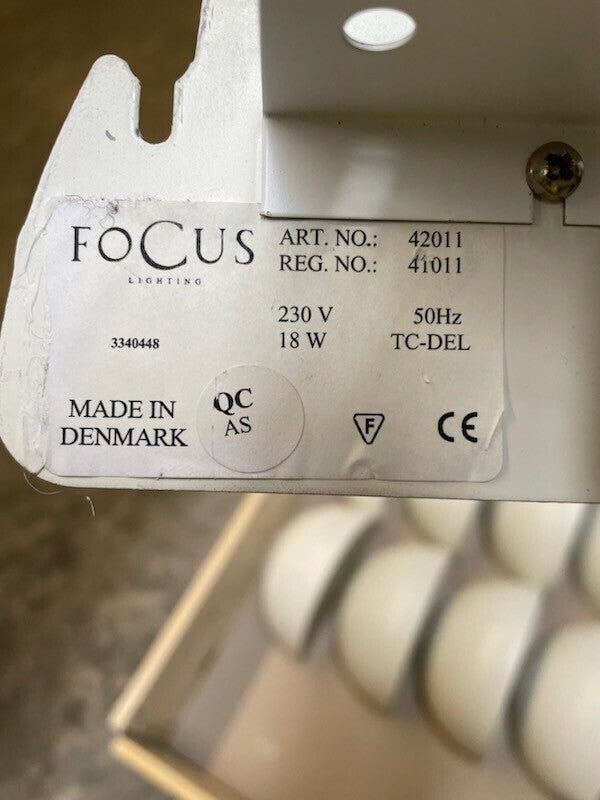 FOCUS
LIGHTING
ART. NO.: 42011
REG. NO.: 41011
230 V 50Hz
18 W TC-DEL
3340448
MADE IN
DENMARK
QC
AS
F
CE